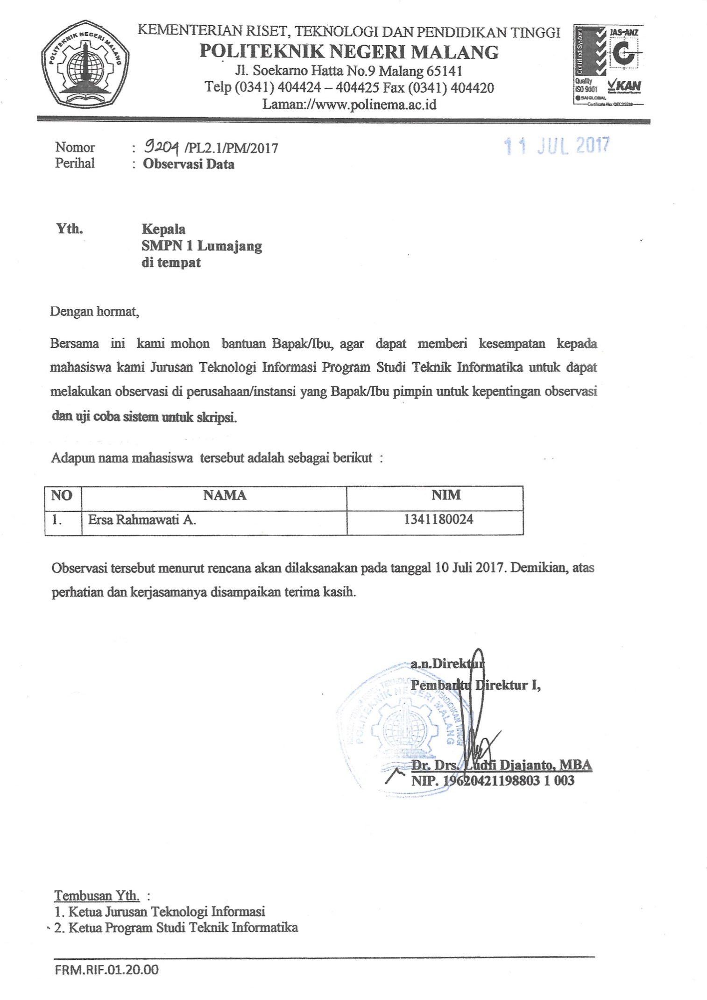 POLITEKNIK NEGERI MALANG
KEMENTERIAN RISET, TEKNOLOGI DAN PENDIDIKAN TINGGI
POLITEKNIK NEGERI MALANG
Jl. Soekarno Hatta No.9 Malang 65141
Telp (0341) 404424 – 404425 Fax (0341) 404420
Laman://www.polinema.ac.id
Certified System
JAS-ANZ
Quality
ISO 9001
KAN
SAI GLOBAL
Certificate No: QEC25539
Nomor : 9204 /PL2.1/PM/2017
11 JUL 2017
Perihal : Observasi Data
Yth. Kepala
SMPN 1 Lumajang
di tempat
Dengan hormat,
Bersama ini kami mohon bantuan Bapak/Ibu, agar dapat memberi kesempatan kepada
mahasiswa kami Jurusan Teknologi Informasi Program Studi Teknik Informatika untuk dapat
melakukan observasi di perusahaan/instansi yang Bapak/Ibu pimpin untuk kepentingan observasi
dan uji coba sistem untuk skripsi.
Adapun nama mahasiswa tersebut adalah sebagai berikut :
NO NAMA NIM
1. Ersa Rahmawati A. 1341180024
Observasi tersebut menurut rencana akan dilaksanakan pada tanggal 10 Juli 2017. Demikian, atas
perhatian dan kerjasamanya disampaikan terima kasih.
a.n.Direktur
Pembantu Direktur I,
TEKNOLOGI PENDIDIKAN TINGGI
POLITEKNIK NEGERI MALANG
Dr. Drs. Ludfi Djajanto, MBA
NIP. 19620421198803 1 003
Tembusan Yth. :
1. Ketua Jurusan Teknologi Informasi
2. Ketua Program Studi Teknik Informatika
FRM.RIF.01.20.00